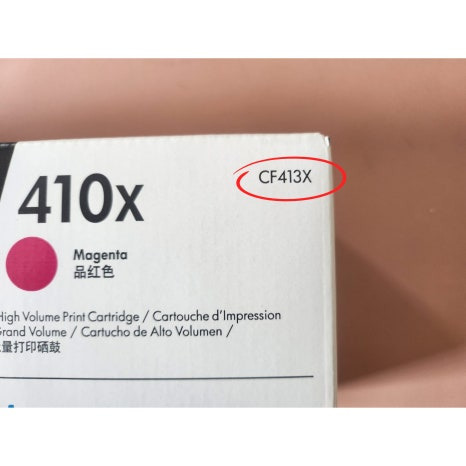 410x
CF413X
Magenta
品红色
High Volume Print Cartridge / Cartouche d'Impression
Grand Volume / Cartucho de Alto Volumen /
量打印硒鼓